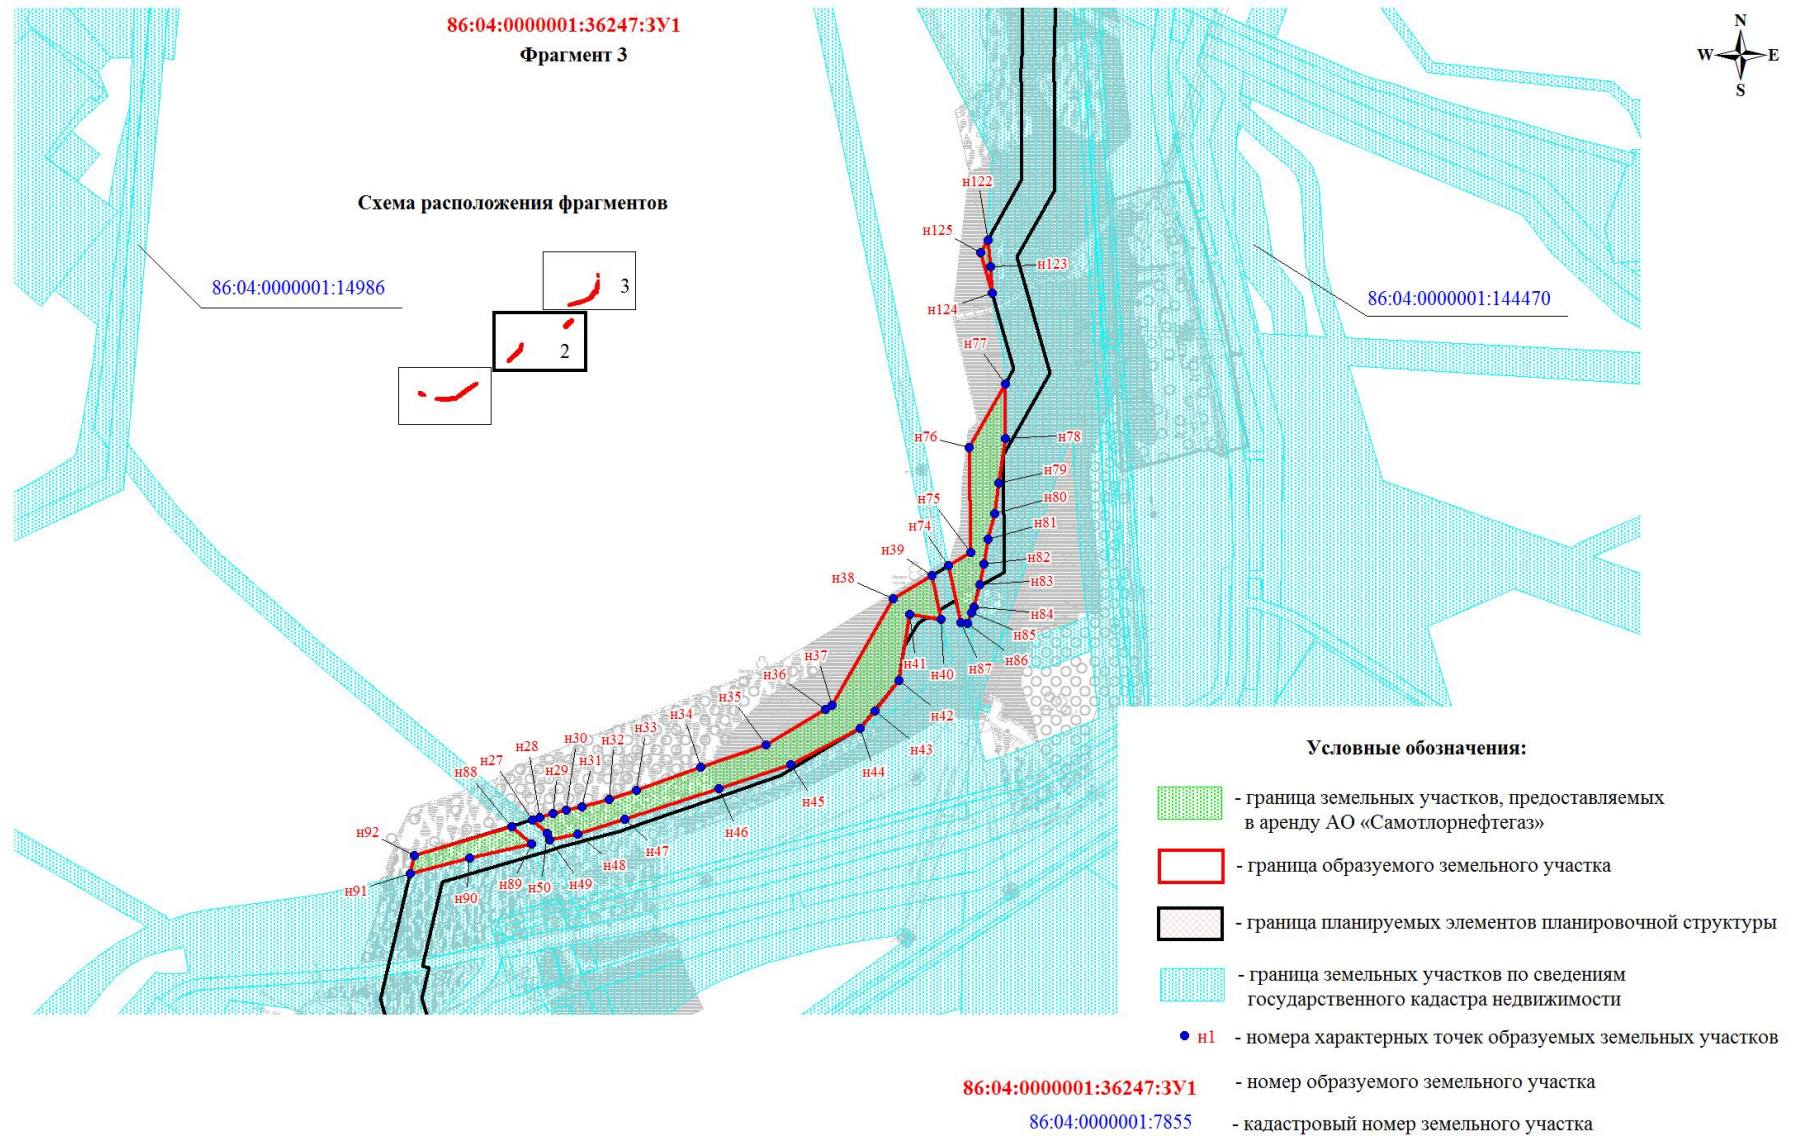 86:04:0000001:36247:ЗУ1
Фрагмент 3
N
W E
S
Схема расположения фрагментов
3
2
86:04:0000001:14986
86:04:0000001:144470
н122
н125
н123
н124
н77
н76
н78
н79
н75
н80
н74
н81
н39
н82
н38
н83
н84
н85
н86
н87
н41
н40
н37
н36
н35
н42
н34
н43
н33
н44
н32
н30
н31
н28
н29
н27
н88
н45
н46
н47
н48
н49
н50
н89
н92
н91
н90
Условные обозначения:
- граница земельных участков, предоставляемых
в аренду АО «Самотлорнефтегаз»
- граница образуемого земельного участка
- граница планируемых элементов планировочной структуры
- граница земельных участков по сведениям
государственного кадастра недвижимости
н1 - номера характерных точек образуемых земельных участков
86:04:0000001:36247:ЗУ1 - номер образуемого земельного участка
86:04:0000001:7855 - кадастровый номер земельного участка